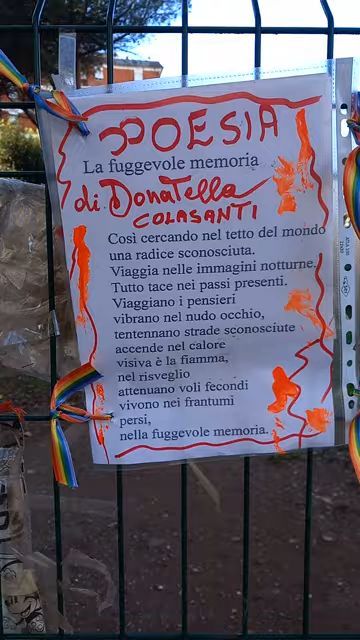 POESIA
La fuggevole memoria
di Donatella
COLASANTI
Così cercando nel tetto del mondo
una radice sconosciuta.
Viaggia nelle immagini notturne,
Tutto tace nei passi presenti.
Viaggiano i pensieri
vibrano nel nudo occhio,
tentennano strade sconosciute
accende nel calore
visiva è la fiamma,
nel risveglio
attenuano voli fecondi
vivono nei frantumi
persi,
nella fuggevole memoria.